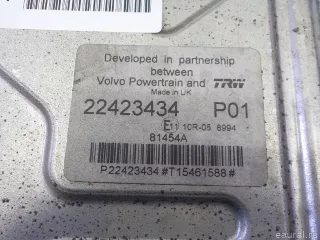 Developed in partnership
between
Volvo Powertrain and TRW
Made in UK
22423434 P01
E11 10R-05 8994
81454A
P22423434#T15461588#
eaural.ru